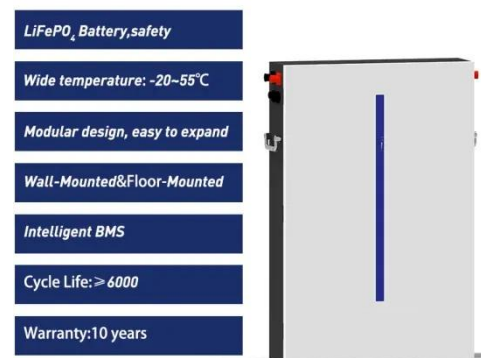 LiFePO₄ Battery,safety
Wide temperature: -20~55℃
Modular design, easy to expand
Wall-Mounted&Floor-Mounted
Intelligent BMS
Cycle Life:≥6000
Warranty:10 years